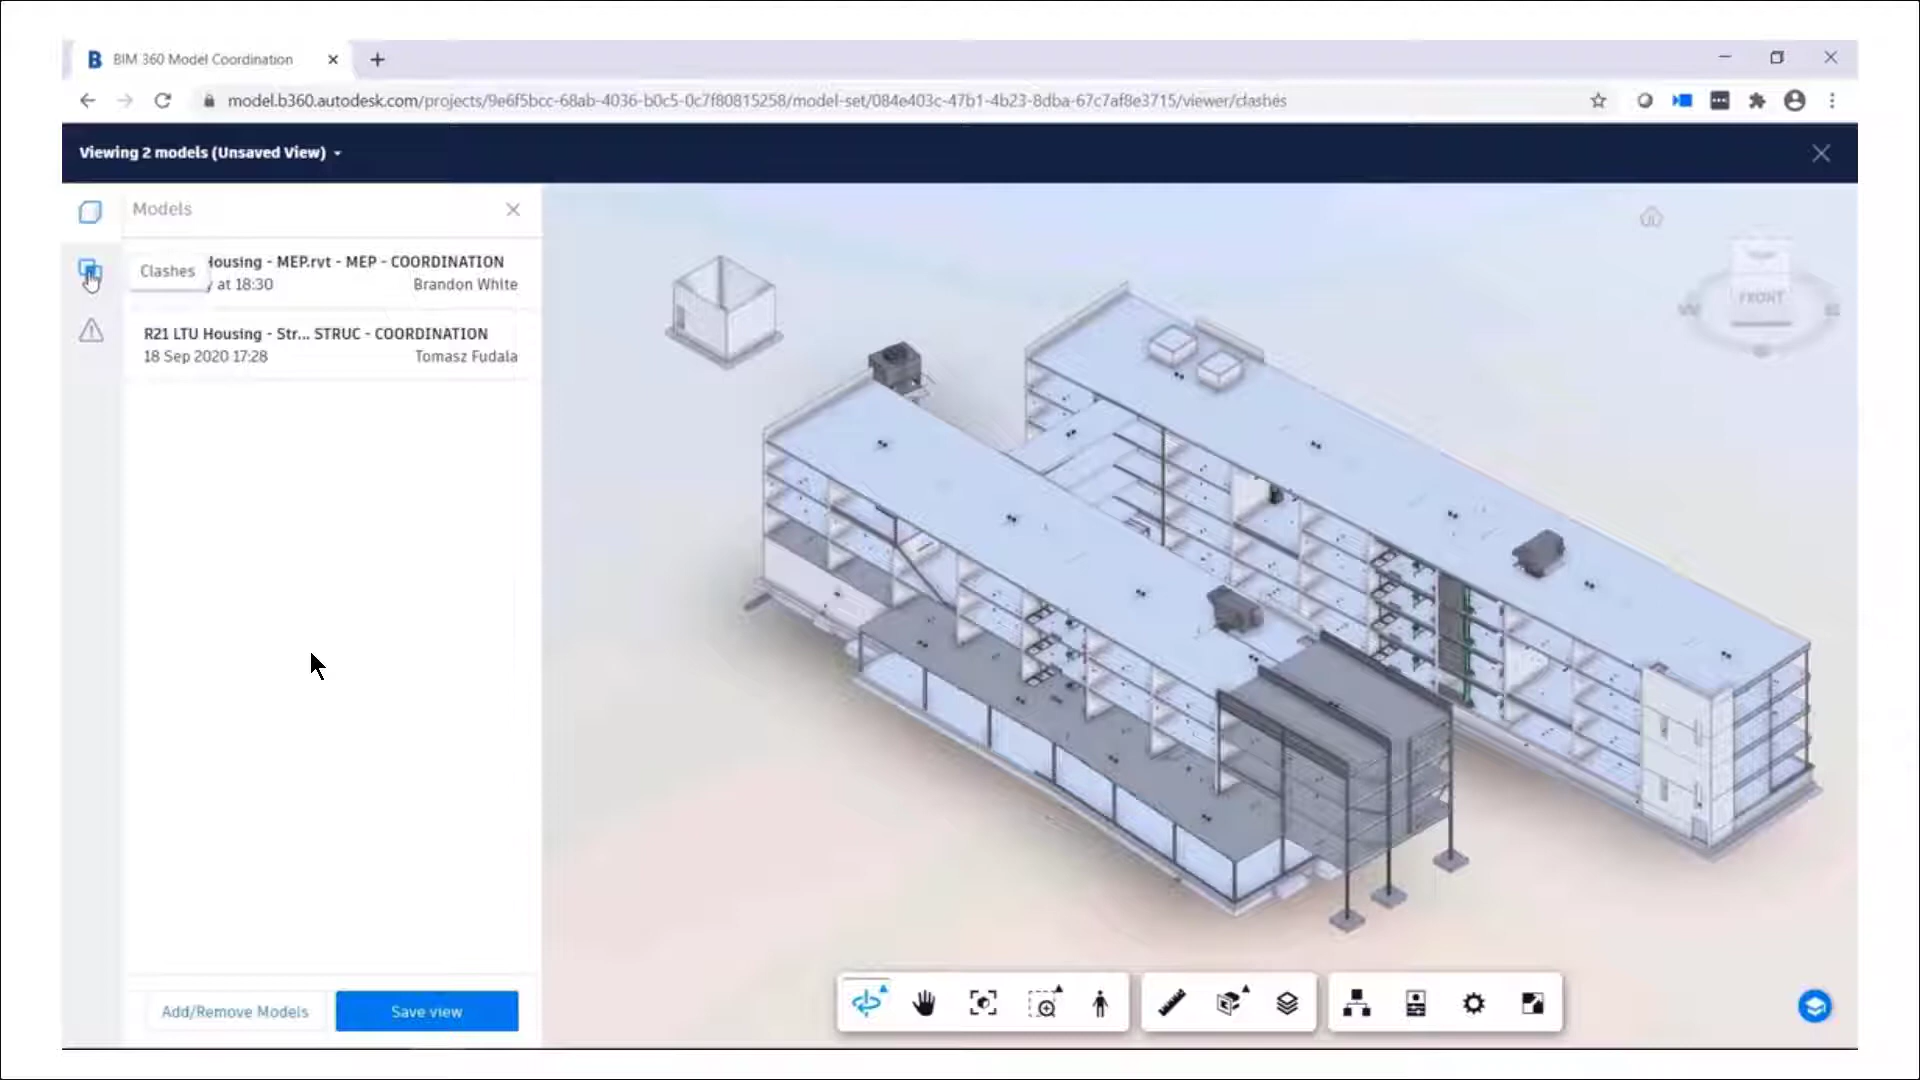 BIM 360 Model Coordination
model.b360.autodesk.com/projects/9e6f5bcc-68ab-4036-b0c5-0c7f80815258/model-set/084e403c-47b1-4b23-8dba-67c7af8e3715/viewer/clashes
Viewing 2 models (Unsaved View)
Models
Housing - MEP.rvt - MEP - COORDINATION
Clashes
at 18:30
Brandon White
R21 LTU Housing - Str... STRUC - COORDINATION
18 Sep 2020 17:28
Tomasz Fudala
FRONT
Add/Remove Models
Save view